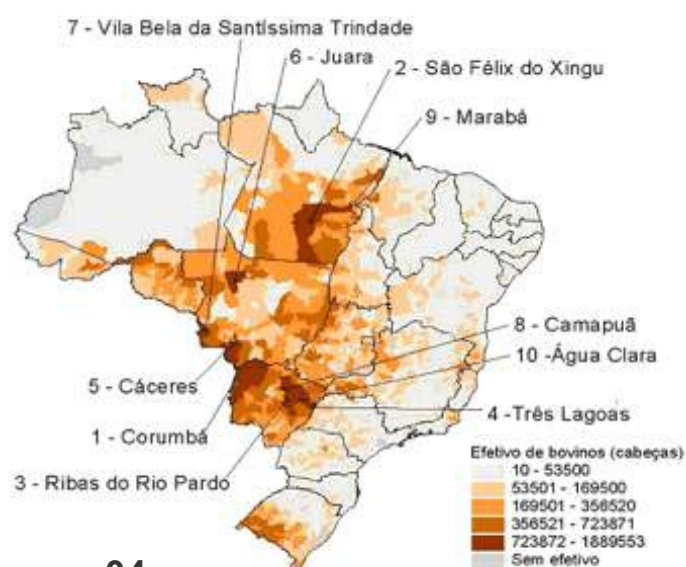 7 - Vila Bela da Santíssima Trindade
6 - Juara
2 - São Félix do Xingu
9 - Marabá
8 - Camapuã
10 -Água Clara
5 - Cáceres
4 -Três Lagoas
1 - Corumbá
3 - Ribas do Rio Pardo
Efetivo de bovinos (cabeças)
10 - 53500
53501 - 169500
169501 - 356520
356521 - 723871
723872 - 1889553
Sem efetivo